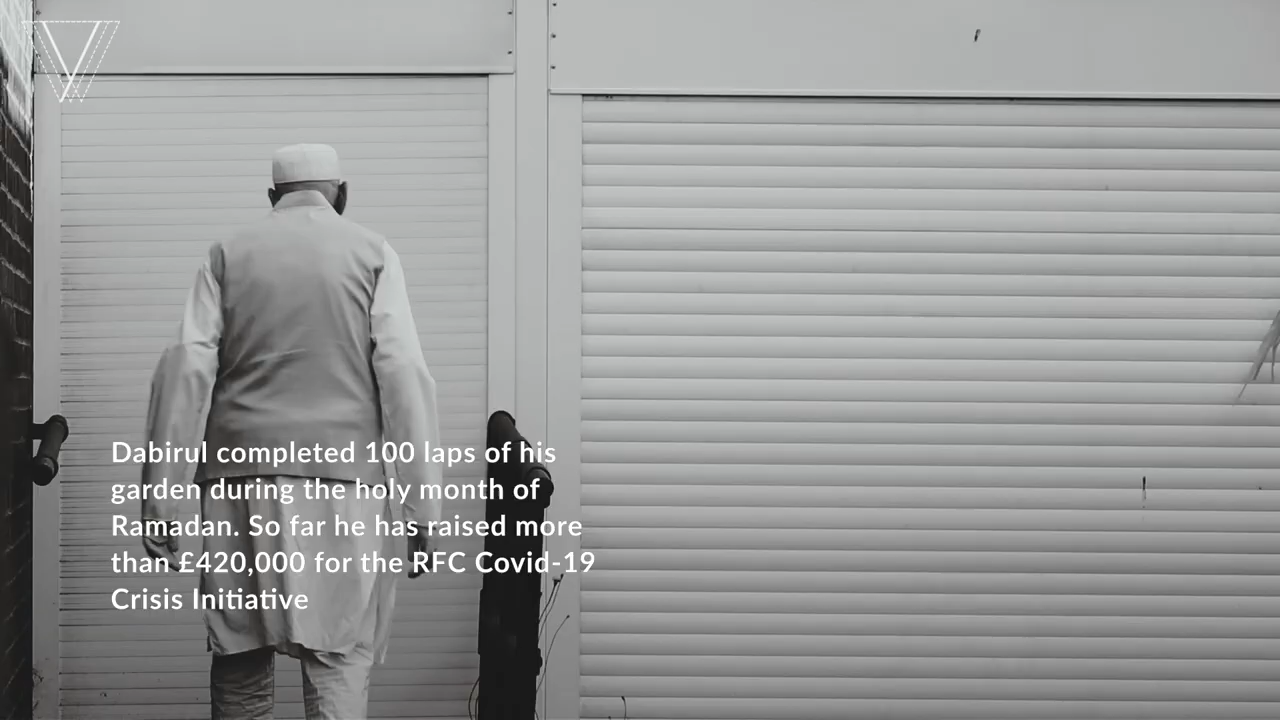 Dabirul completed 100 laps of his
garden during the holy month of
Ramadan. So far he has raised more
than £420,000 for the RFC Covid-19
Crisis Initiative